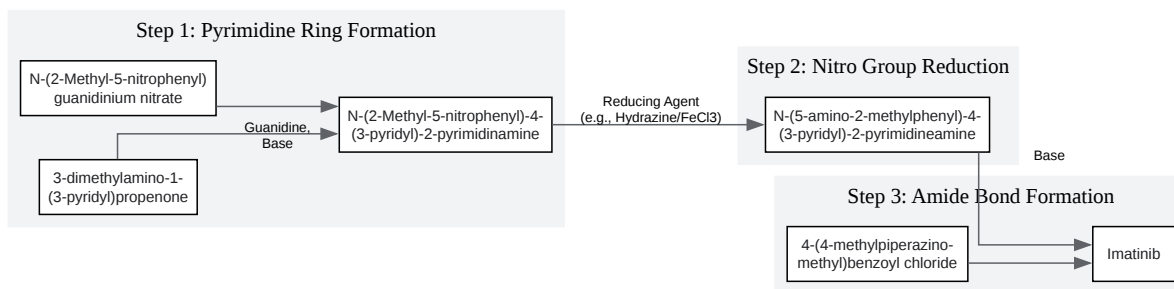 Step 1: Pyrimidine Ring Formation
N-(2-Methyl-5-nitrophenyl)
guanidinium nitrate
Guanidine,
Base
3-dimethylamino-1-
(3-pyridyl)propenone
N-(2-Methyl-5-nitrophenyl)-4-
(3-pyridyl)-2-pyrimidinamine
Reducing Agent
(e.g., Hydrazine/FeCl3)
Step 2: Nitro Group Reduction
N-(5-amino-2-methylphenyl)-4-
(3-pyridyl)-2-pyrimidineamine
Base
Step 3: Amide Bond Formation
4-(4-methylpiperazino-
methyl)benzoyl chloride
Imatinib